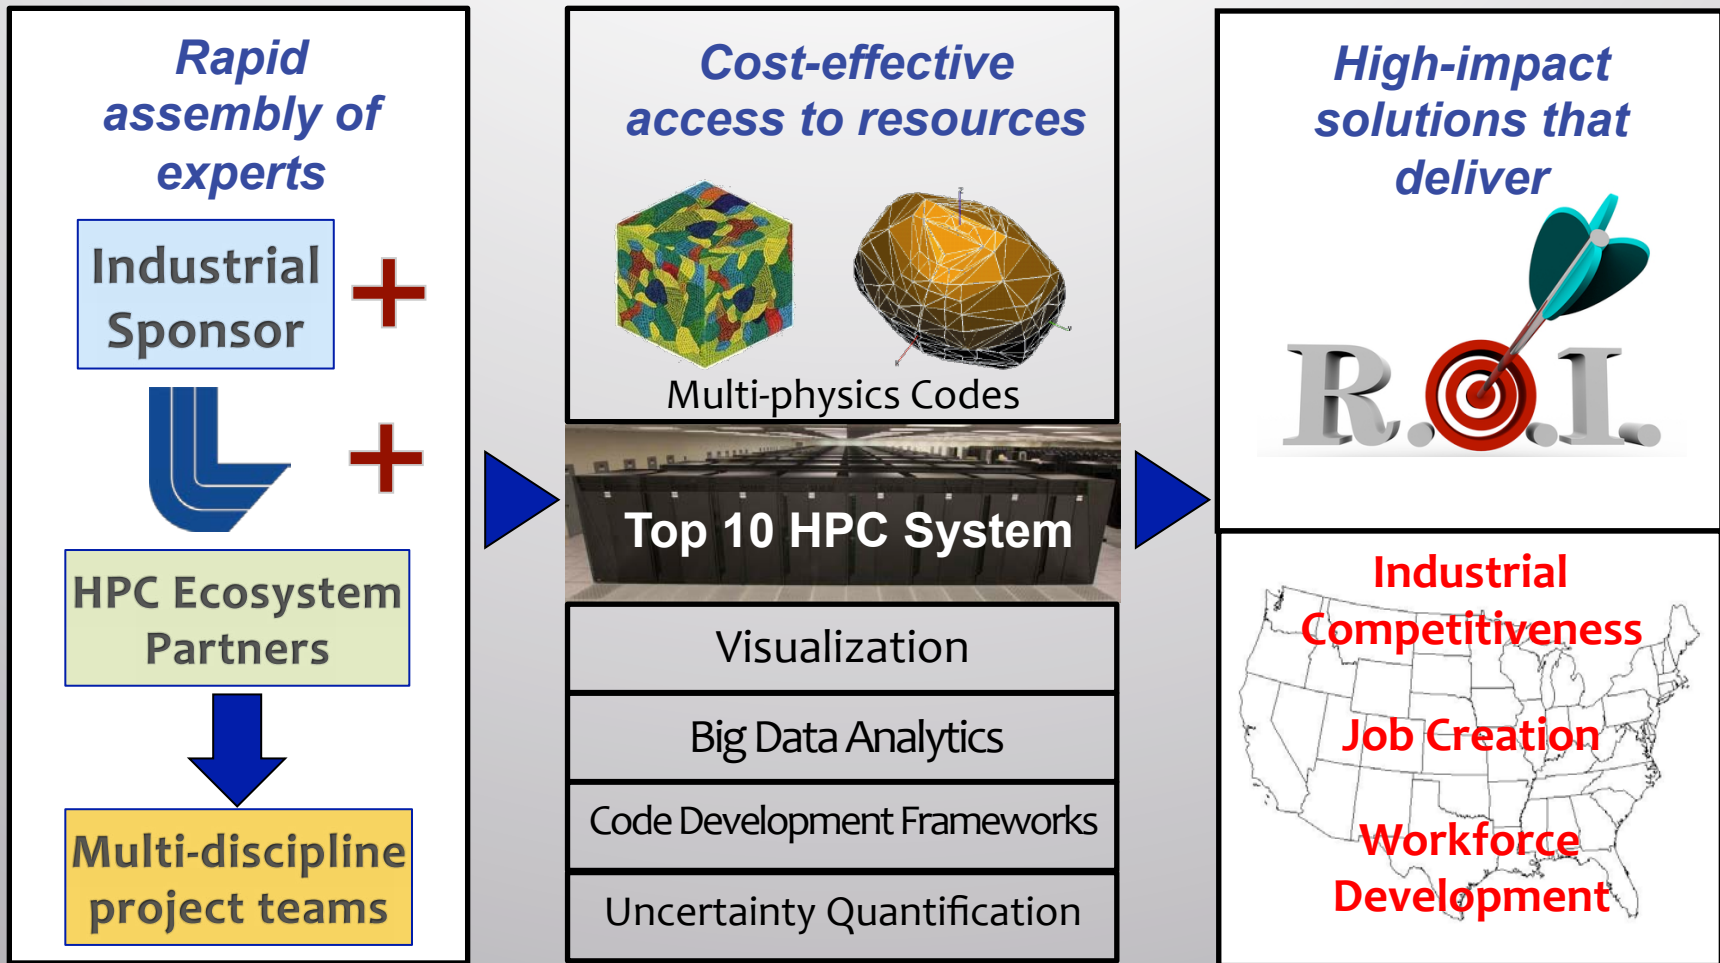 Rapid
assembly of
experts
Industrial
Sponsor
+
+
HPC Ecosystem
Partners
Multi-discipline
project teams
Cost-effective
access to resources
Multi-physics Codes
Top 10 HPC System
Visualization
Big Data Analytics
Code Development Frameworks
Uncertainty Quantification
High-impact
solutions that
deliver
R.O.I.
Industrial
Competitiveness
Job Creation
Workforce
Development